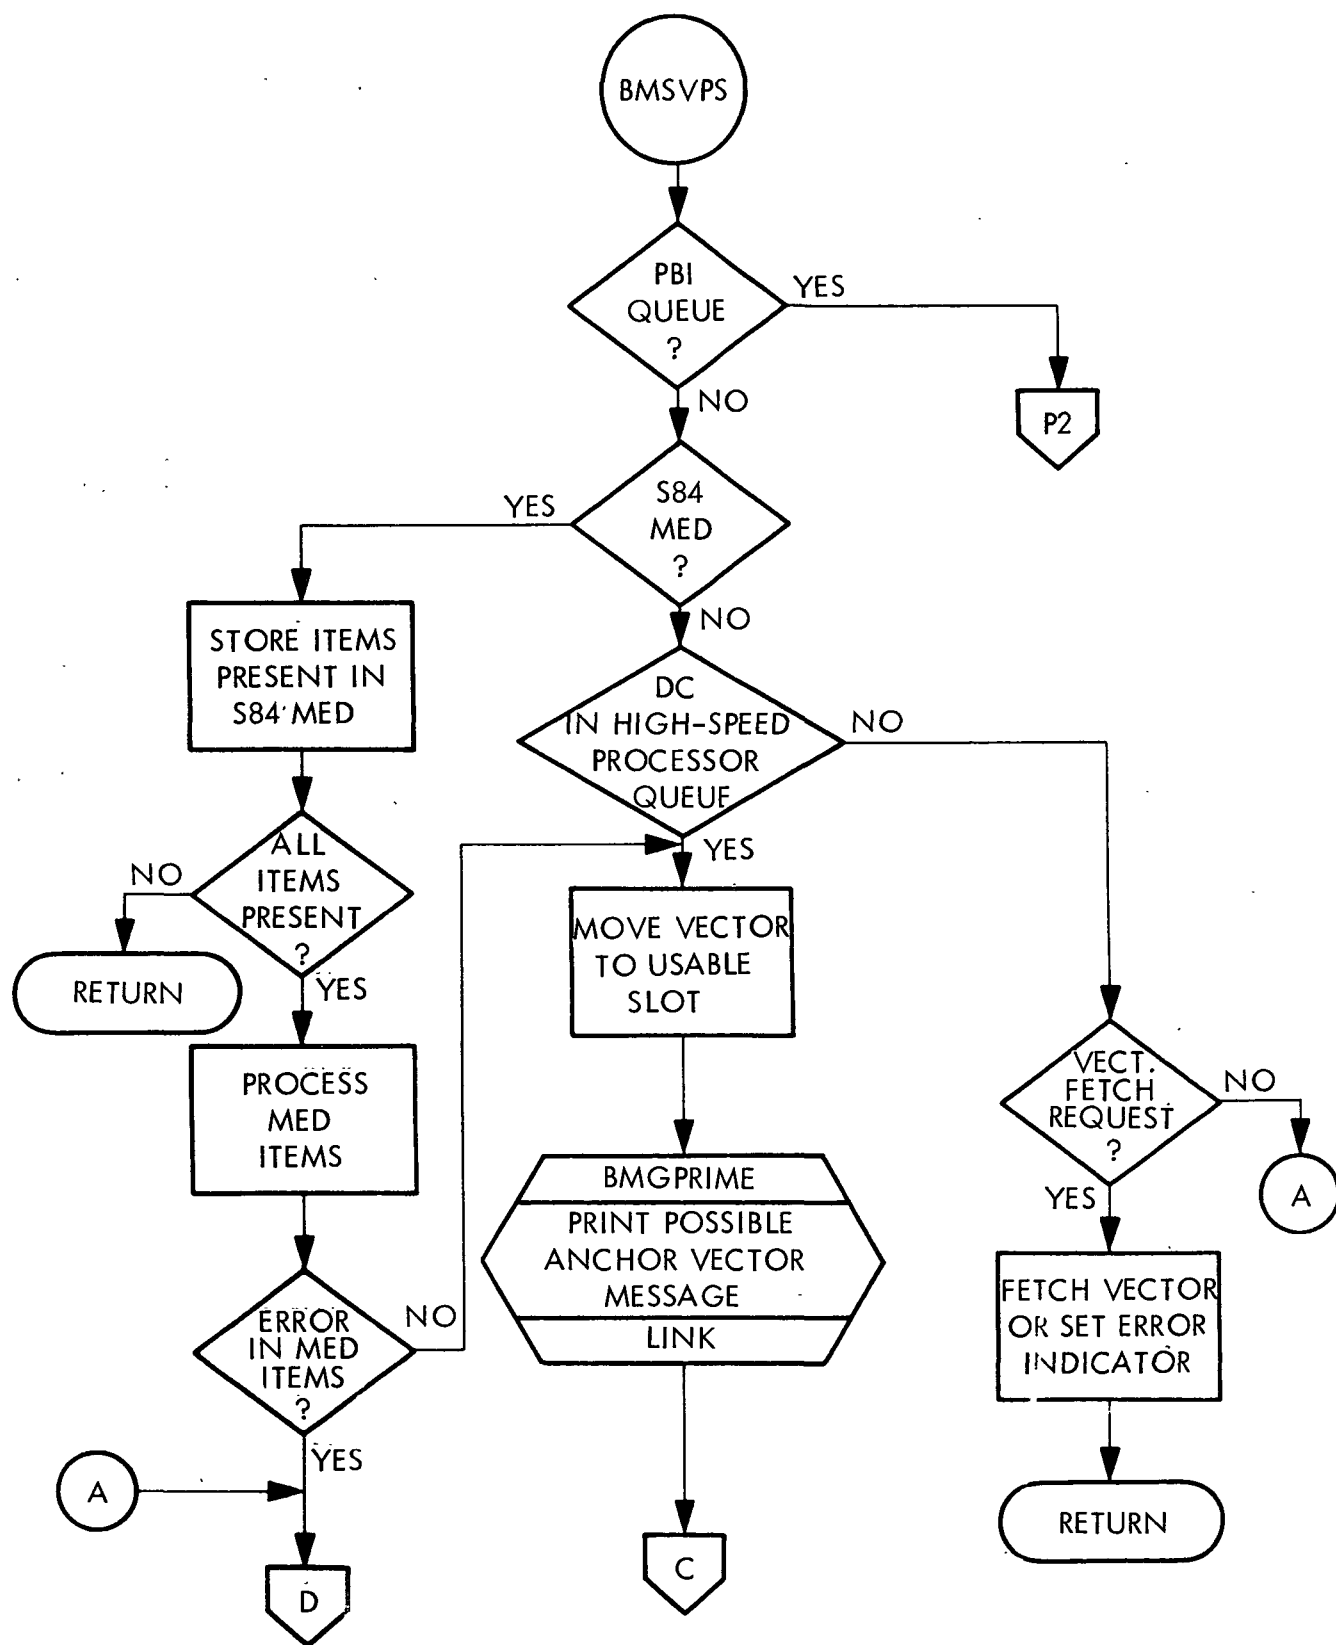 BMSVPS
PBI
QUEUE
?
YES
NO
P2
S84
MED
?
YES
NO
STORE ITEMS
PRESENT IN
S84 MED
DC
IN HIGH-SPEED
PROCESSOR
QUEUE
NO
YES
ALL
ITEMS
PRESENT
?
NO
YES
RETURN
MOVE VECTOR
TO USABLE
SLOT
PROCESS
MED
ITEMS
VECT.
FETCH
REQUEST
?
NO
YES
A
BMGPRIME
PRINT POSSIBLE
ANCHOR VECTOR
MESSAGE
LINK
ERROR
IN MED
ITEMS
?
NO
YES
FETCH VECTOR
OR SET ERROR
INDICATOR
A
RETURN
C
D